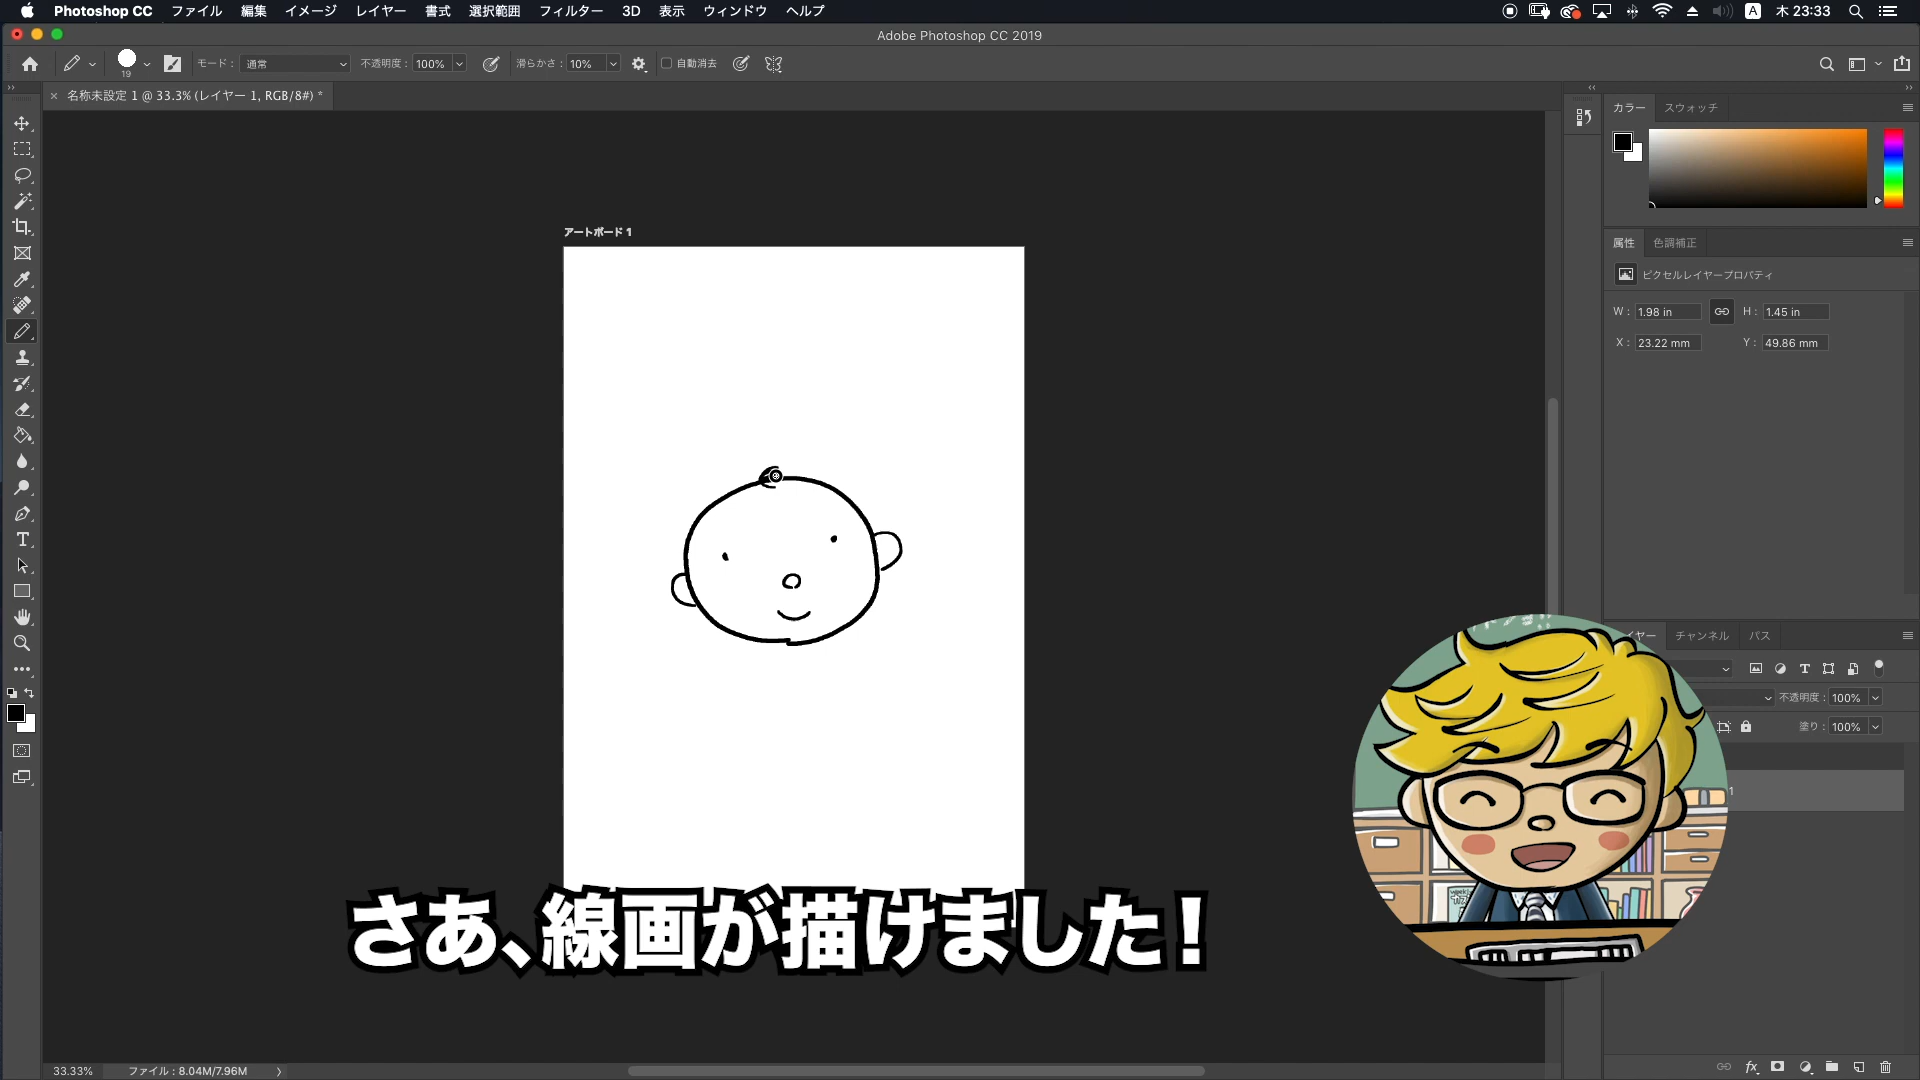 Photoshop CC ファイル 編集 イメージ レイヤー 書式 選択範囲 フィルター 3D 表示 ウィンドウ ヘルプ
A 木 23:33
Adobe Photoshop CC 2019
19 モード： 通常 不透明度： 100% 滑らかさ： 10% 自動消去
× 名称未設定 1 @ 33.3% (レイヤー 1, RGB/8#) *
カラー スウォッチ
アートボード 1
属性 色調補正
ピクセルレイヤープロパティ
W： 1.98 in H： 1.45 in
X： 23.22 mm Y： 49.86 mm
イヤー チャンネル パス
不透明度： 100%
塗り： 100%
1
さあ、線画が描けました！
33.33% ファイル：8.04M/7.96M